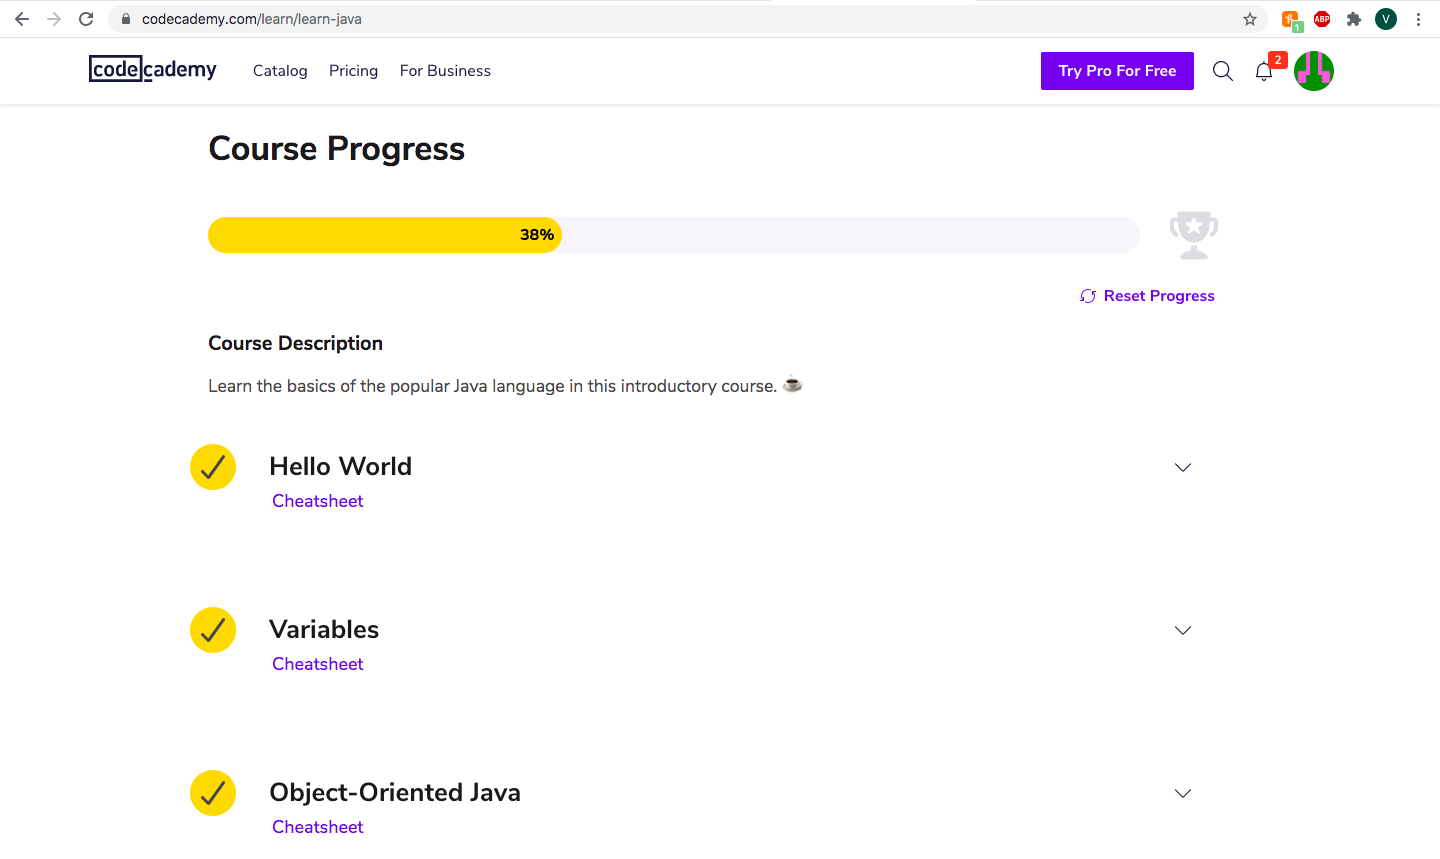 codecademy.com/learn/learn-java
1
ABP
V
codecademy
Catalog Pricing For Business
Try Pro For Free
2
Course Progress
38%
Reset Progress
Course Description
Learn the basics of the popular Java language in this introductory course. ☕
Hello World
Cheatsheet
Variables
Cheatsheet
Object-Oriented Java
Cheatsheet